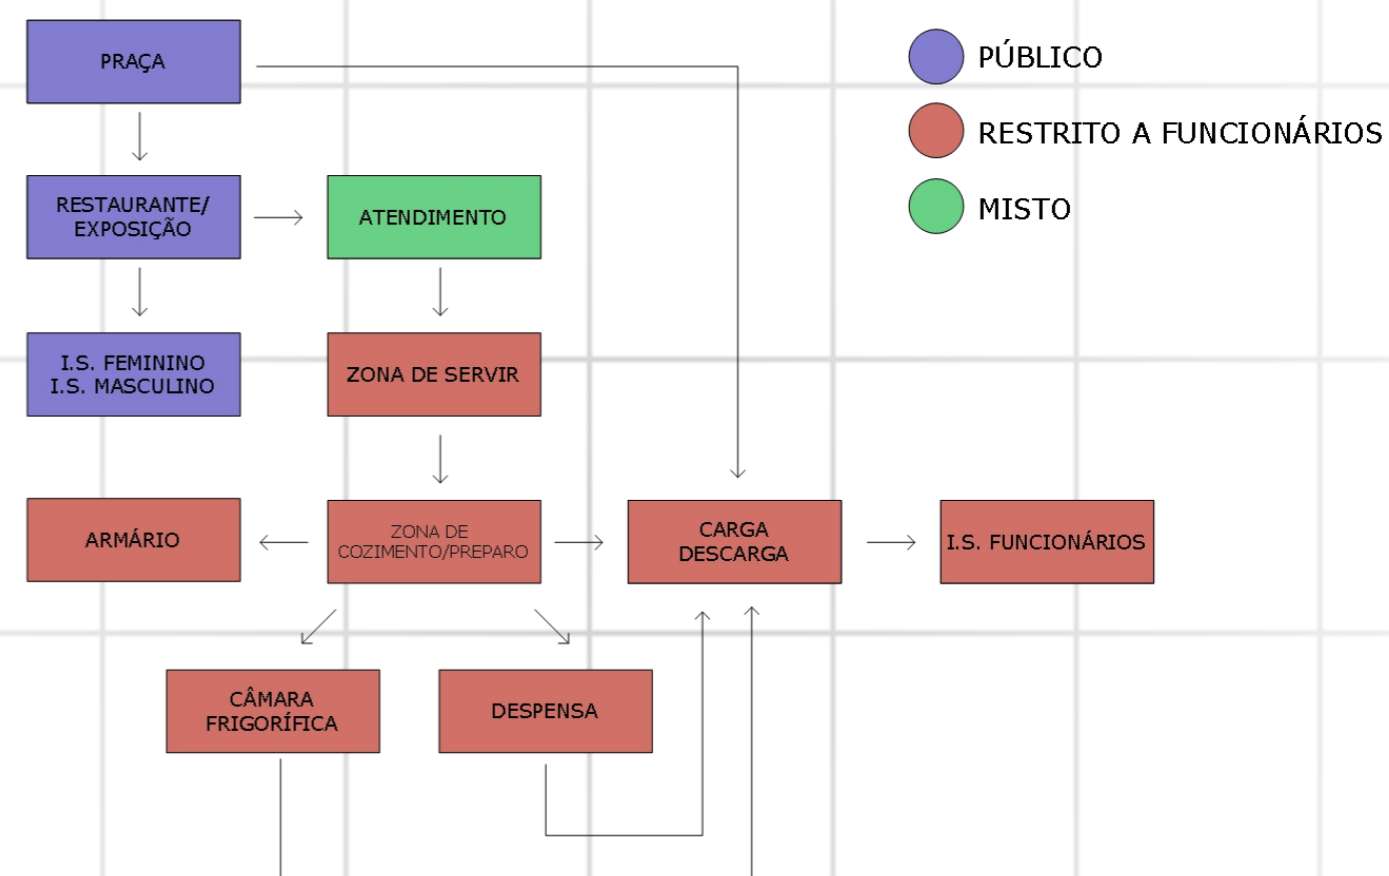 PRAÇA
PÚBLICO
RESTRITO A FUNCIONÁRIOS
MISTO
RESTAURANTE/
EXPOSIÇÃO
ATENDIMENTO
I.S. FEMININO
I.S. MASCULINO
ZONA DE SERVIR
ARMÁRIO
ZONA DE
COZIMENTO/PREPARO
CARGA
DESCARGA
I.S. FUNCIONÁRIOS
CÂMARA
FRIGORÍFICA
DESPENSA